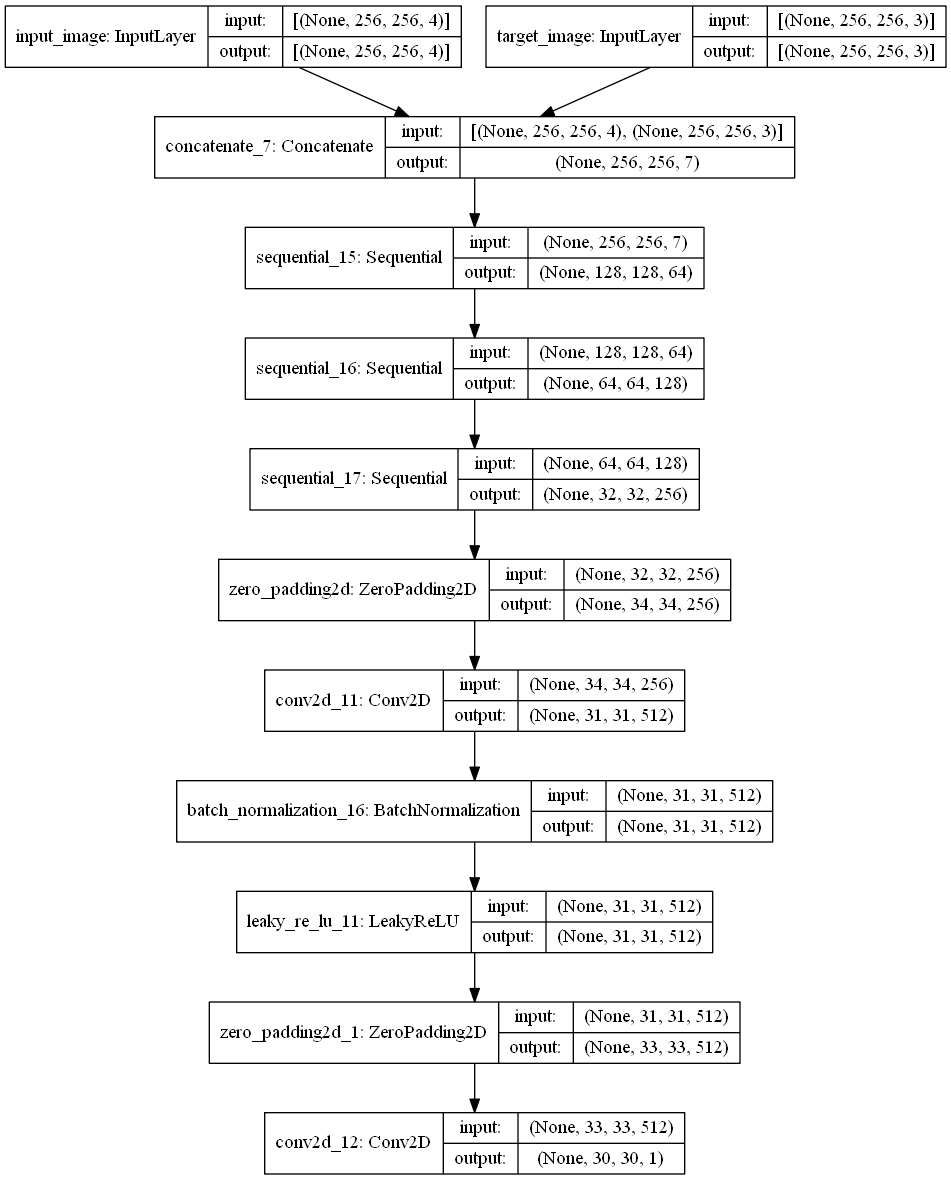 input_image: InputLayer
input: [(None, 256, 256, 4)]
output: [(None, 256, 256, 4)]
target_image: InputLayer
input: [(None, 256, 256, 3)]
output: [(None, 256, 256, 3)]
concatenate_7: Concatenate
input: [(None, 256, 256, 4), (None, 256, 256, 3)]
output: (None, 256, 256, 7)
sequential_15: Sequential
input: (None, 256, 256, 7)
output: (None, 128, 128, 64)
sequential_16: Sequential
input: (None, 128, 128, 64)
output: (None, 64, 64, 128)
sequential_17: Sequential
input: (None, 64, 64, 128)
output: (None, 32, 32, 256)
zero_padding2d: ZeroPadding2D
input: (None, 32, 32, 256)
output: (None, 34, 34, 256)
conv2d_11: Conv2D
input: (None, 34, 34, 256)
output: (None, 31, 31, 512)
batch_normalization_16: BatchNormalization
input: (None, 31, 31, 512)
output: (None, 31, 31, 512)
leaky_re_lu_11: LeakyReLU
input: (None, 31, 31, 512)
output: (None, 31, 31, 512)
zero_padding2d_1: ZeroPadding2D
input: (None, 31, 31, 512)
output: (None, 33, 33, 512)
conv2d_12: Conv2D
input: (None, 33, 33, 512)
output: (None, 30, 30, 1)